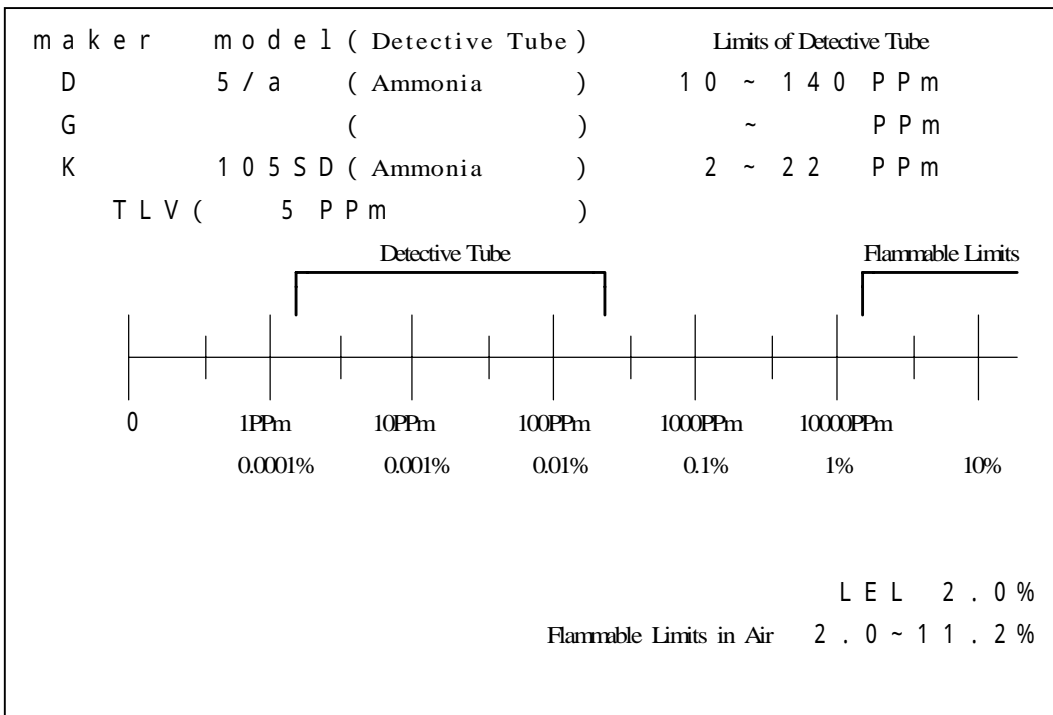 maker model(Detective Tube) Limits of Detective Tube
D 5/a (Ammonia ) 10 ~ 140 PPm
G ( ) ~ PPm
K 105SD(Ammonia ) 2 ~ 22 PPm
TLV( 5 PPm )
Detective Tube Flammable Limits
0 1PPm 10PPm 100PPm 1000PPm 10000PPm
0.0001% 0.001% 0.01% 0.1% 1% 10%
LEL 2.0%
Flammable Limits in Air 2.0~11.2%